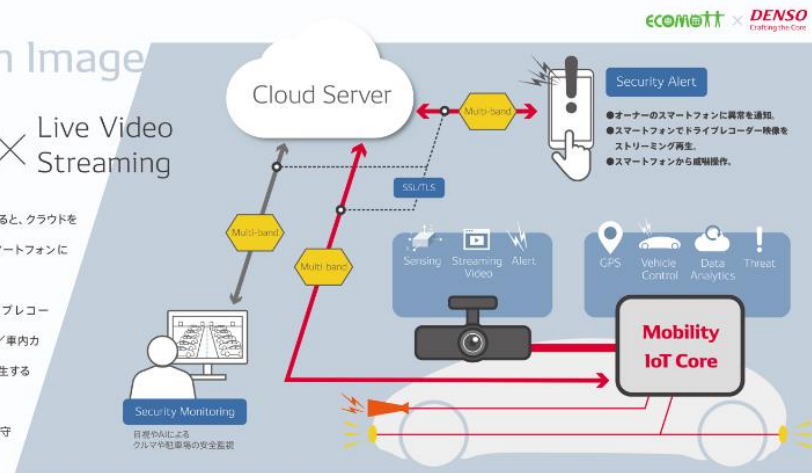 ecomott × DENSO
Crafting the Core
n Image
× Live Video
Streaming
ると、クラウドを
マートフォンに
ブレコー
／車内カ
生する
守
Cloud Server
Multi-band
SSL/TLS
Multi-band
Multi-band
Security Alert
●オーナーのスマートフォンに異常を通知。
●スマートフォンでドライブレコーダー映像を
ストリーミング再生。
●スマートフォンから威嚇操作。
Sensing
Streaming
Video
Alert
GPS
Vehicle
Control
Data
Analytics
Threat
Mobility
IoT Core
Security Monitoring
目視やAIによる
クルマや駐車場の安全監視